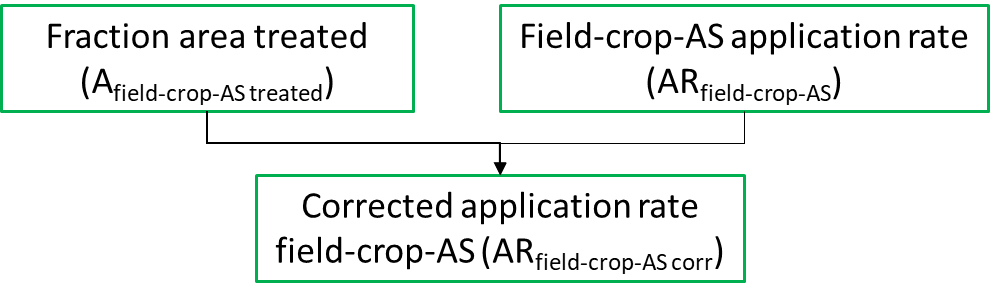 Fraction area treated
(Afield-crop-AS treated)
Field-crop-AS application rate
(ARfield-crop-AS)
Corrected application rate
field-crop-AS (ARfield-crop-AS corr)